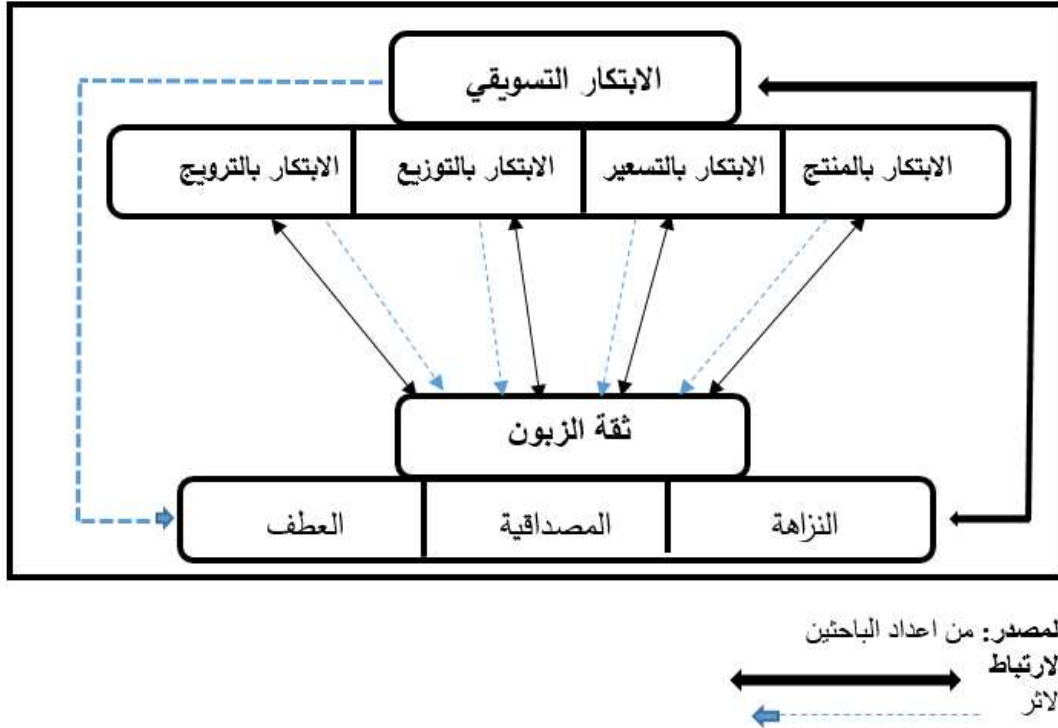 الابتكار التسويقي
الابتكار بالمنتج الابتكار بالتسعير الابتكار بالتوزيع الابتكار بالترويج
ثقة الزبون
النزاهة المصداقية العطف
لمصدر: من اعداد الباحثين
لارتباط
لاثر